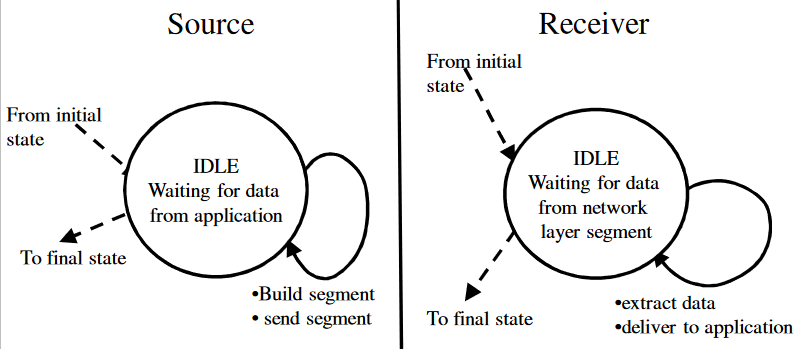 Source
From initial
state
IDLE
Waiting for data
from application
To final state
•Build segment
• send segment
Receiver
From initial
state
IDLE
Waiting for data
from network
layer segment
To final state
•extract data
•deliver to application